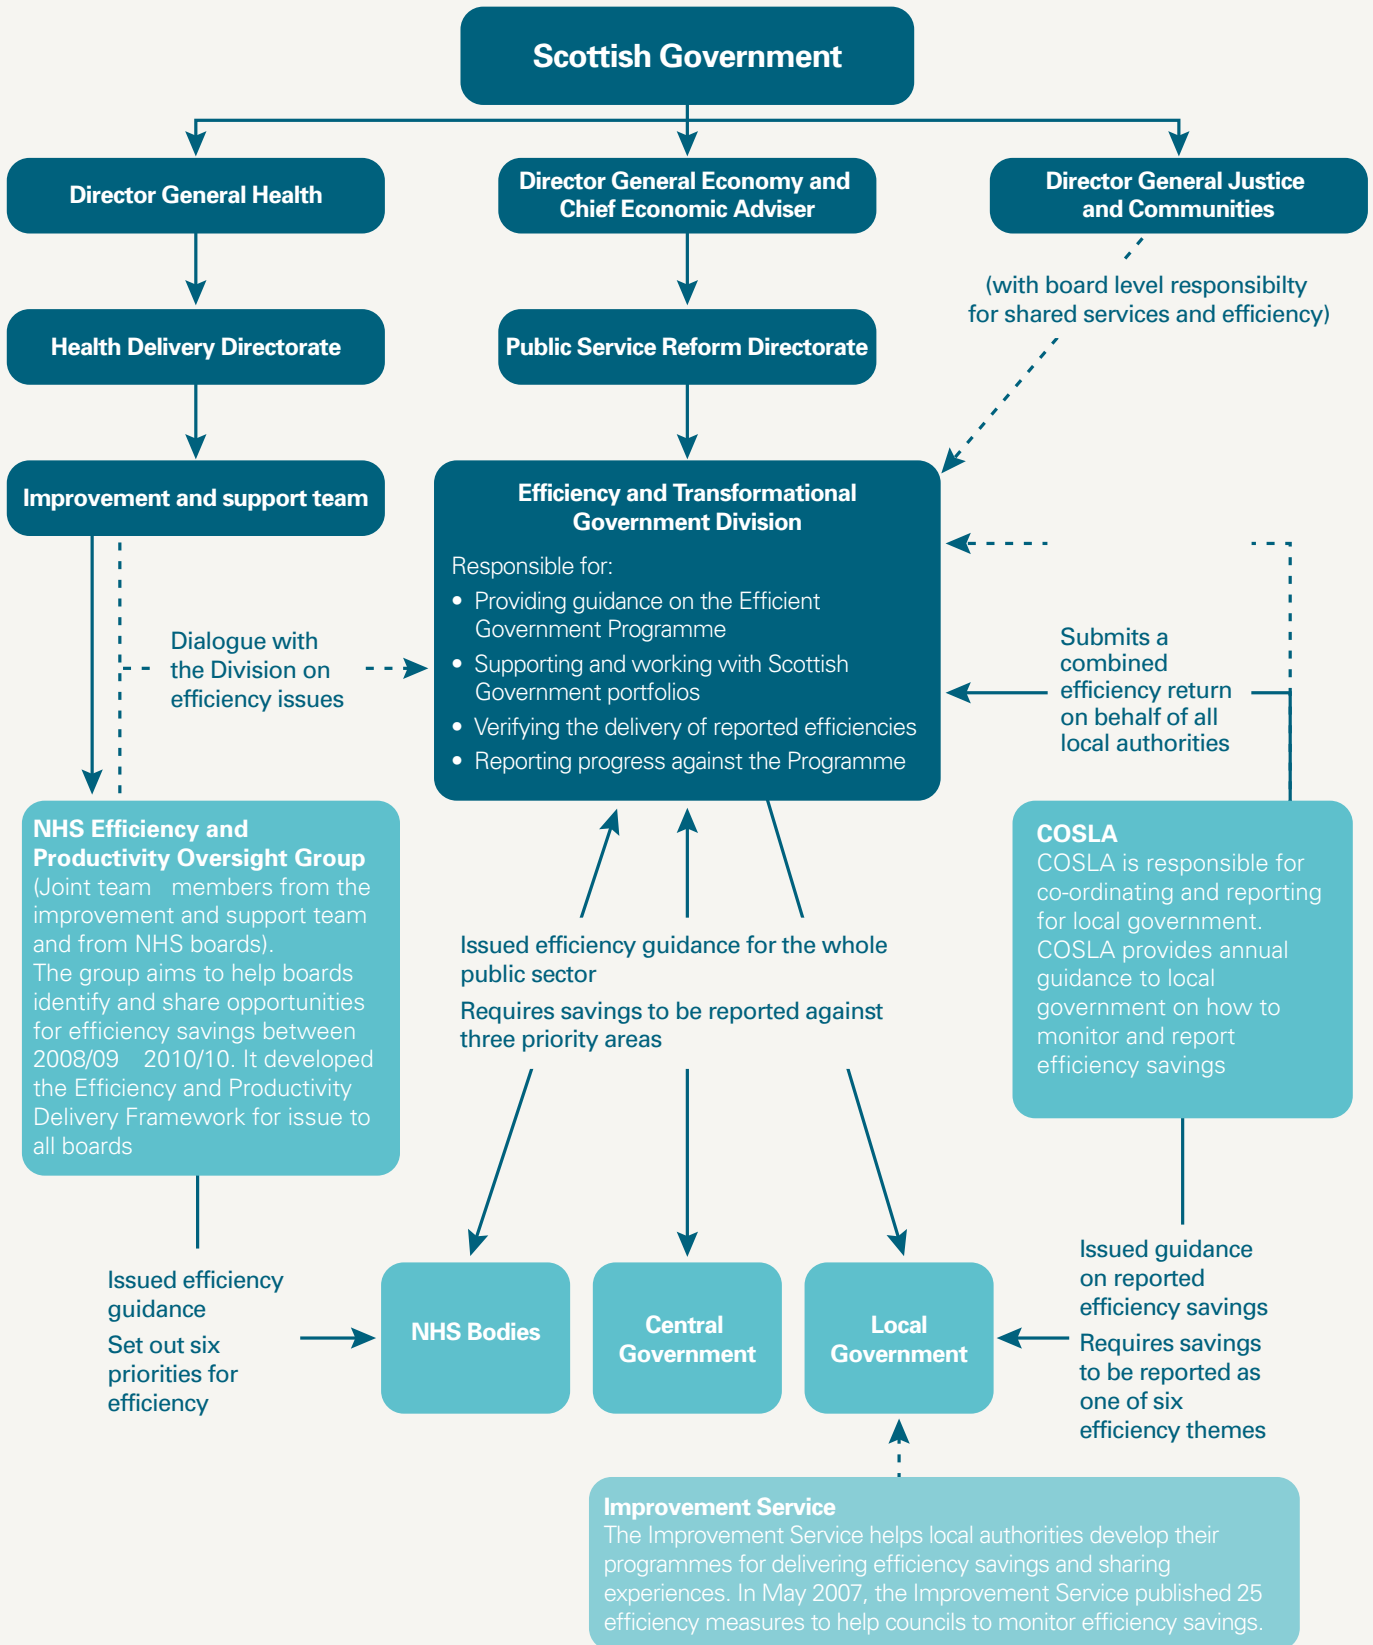 Scottish Government
Director General Health
Director General Economy and
Chief Economic Adviser
Director General Justice
and Communities
(with board level responsibilty
for shared services and efficiency)
Health Delivery Directorate
Public Service Reform Directorate
Improvement and support team
Efficiency and Transformational
Government Division
Responsible for:
• Providing guidance on the Efficient
Government Programme
• Supporting and working with Scottish
Government portfolios
• Verifying the delivery of reported efficiencies
• Reporting progress against the Programme
Dialogue with
the Division on
efficiency issues
Submits a
combined
efficiency return
on behalf of all
local authorities
NHS Efficiency and
Productivity Oversight Group
(Joint team   members from the
improvement and support team
and from NHS boards).
The group aims to help boards
identify and share opportunities
for efficiency savings between
2008/09   2010/10. It developed
the Efficiency and Productivity
Delivery Framework for issue to
all boards
Issued efficiency guidance for the whole
public sector
Requires savings to be reported against
three priority areas
COSLA
COSLA is responsible for
co-ordinating and reporting
for local government.
COSLA provides annual
guidance to local
government on how to
monitor and report
efficiency savings
Issued efficiency
guidance
Set out six
priorities for
efficiency
NHS Bodies
Central
Government
Local
Government
Issued guidance
on reported
efficiency savings
Requires savings
to be reported as
one of six
efficiency themes
Improvement Service
The Improvement Service helps local authorities develop their
programmes for delivering efficiency savings and sharing
experiences. In May 2007, the Improvement Service published 25
efficiency measures to help councils to monitor efficiency savings.